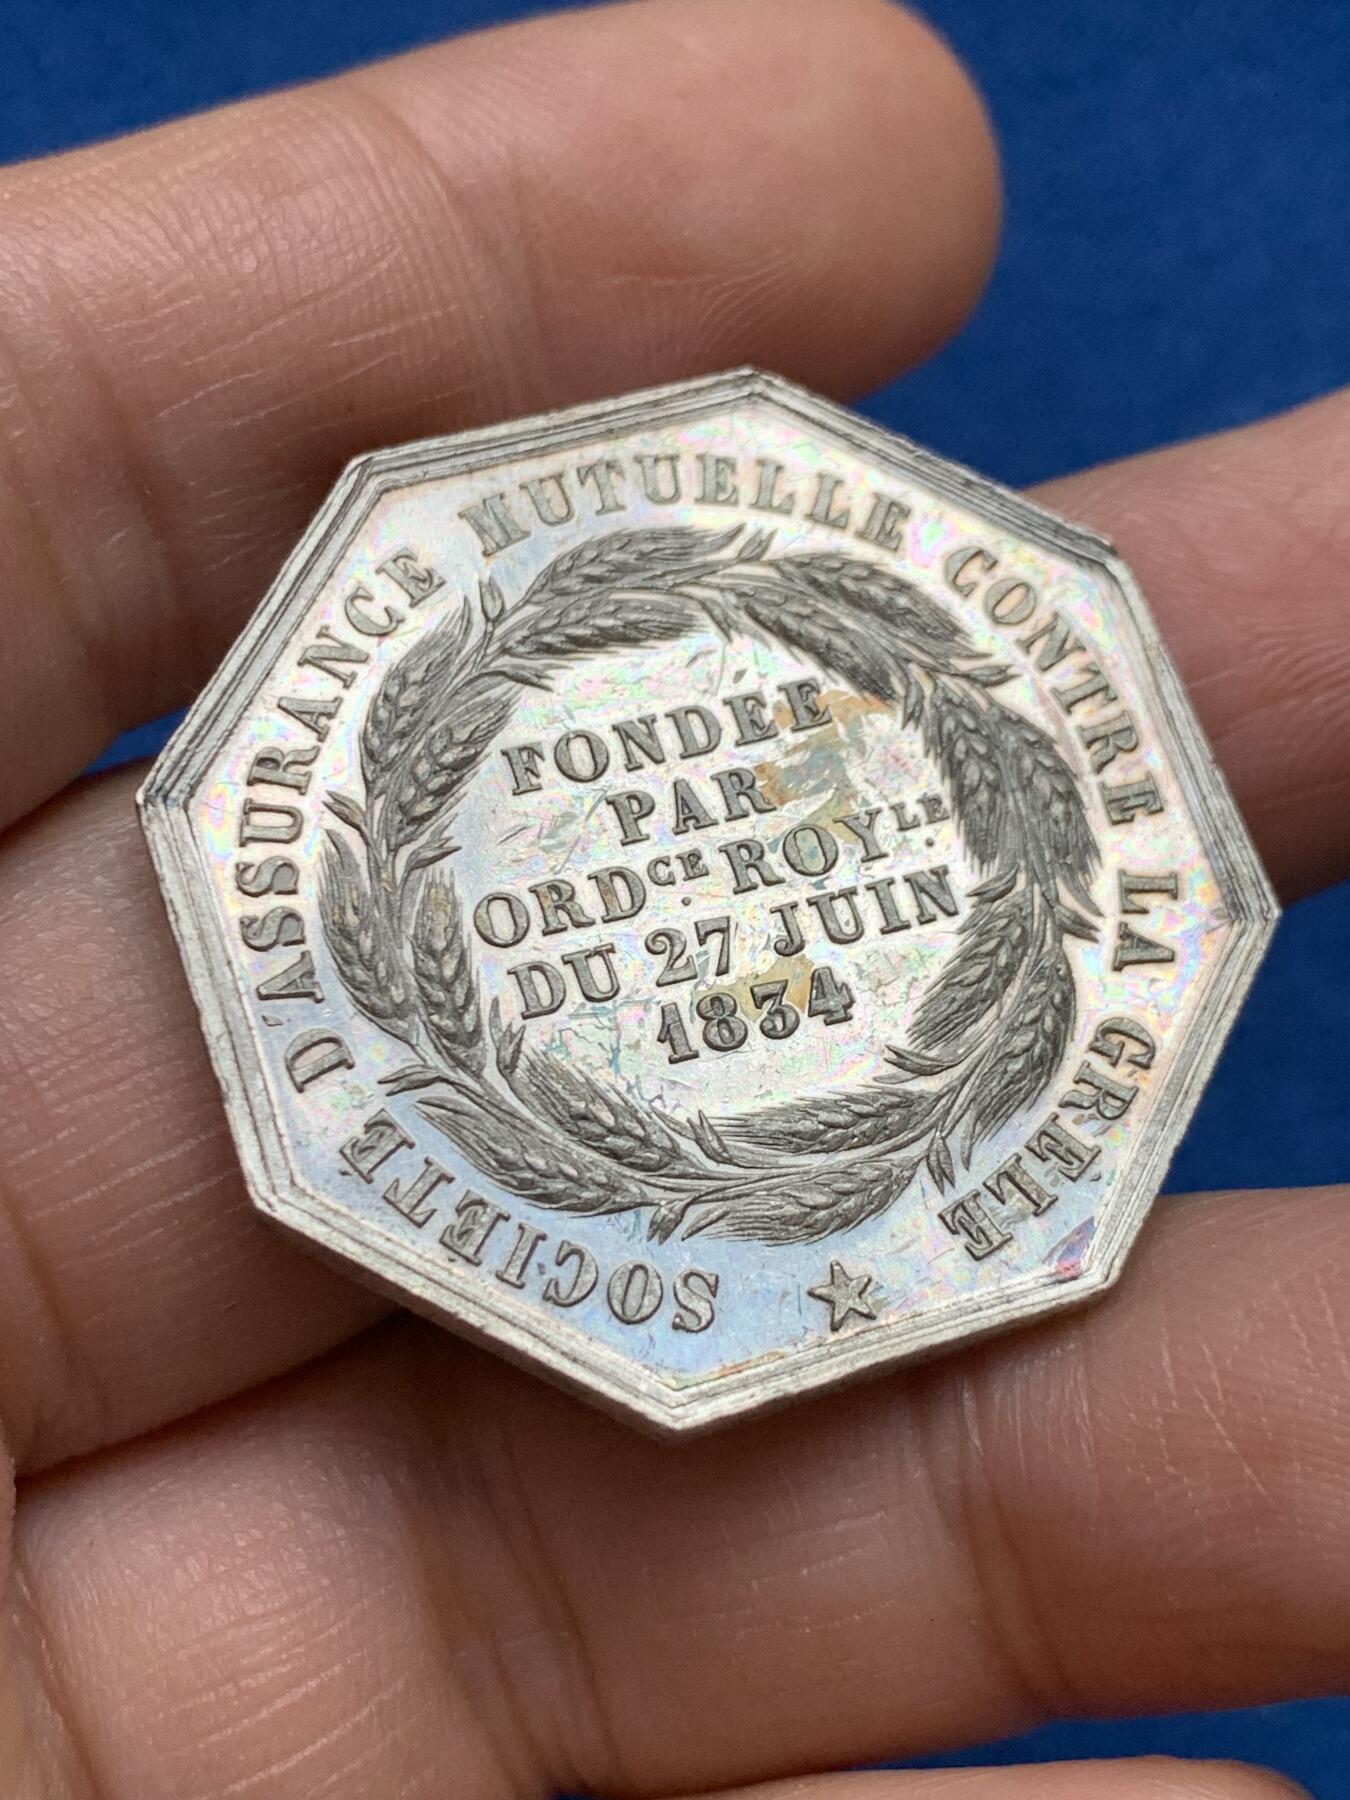 SOCIETE D'ASSURANCE MUTUELLE CONTRE LA GRELE
FONDEE
PAR
ORDCE ROYLE
DU 27 JUIN
1834